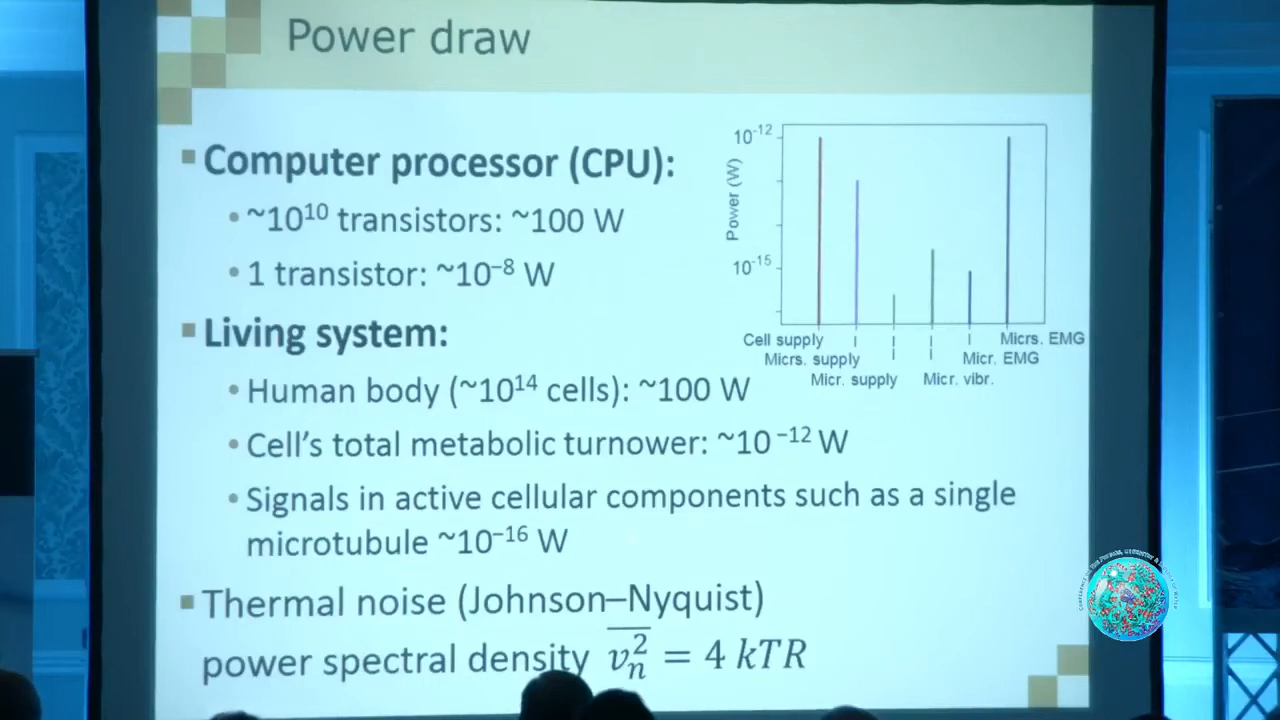 Power draw
▪ Computer processor (CPU):
• ~10¹⁰ transistors: ~100 W
• 1 transistor: ~10⁻⁸ W
▪ Living system:
• Human body (~10¹⁴ cells): ~100 W
• Cell's total metabolic turnower: ~10⁻¹² W
• Signals in active cellular components such as a single
microtubule ~10⁻¹⁶ W
▪ Thermal noise (Johnson–Nyquist)
power spectral density v̅ₙ²̅ = 4 kTR
Power (W)
10⁻¹²
10⁻¹⁵
Cell supply
Micrs. EMG
Micrs. supply
Micr. EMG
Micr. supply
Micr. vibr.